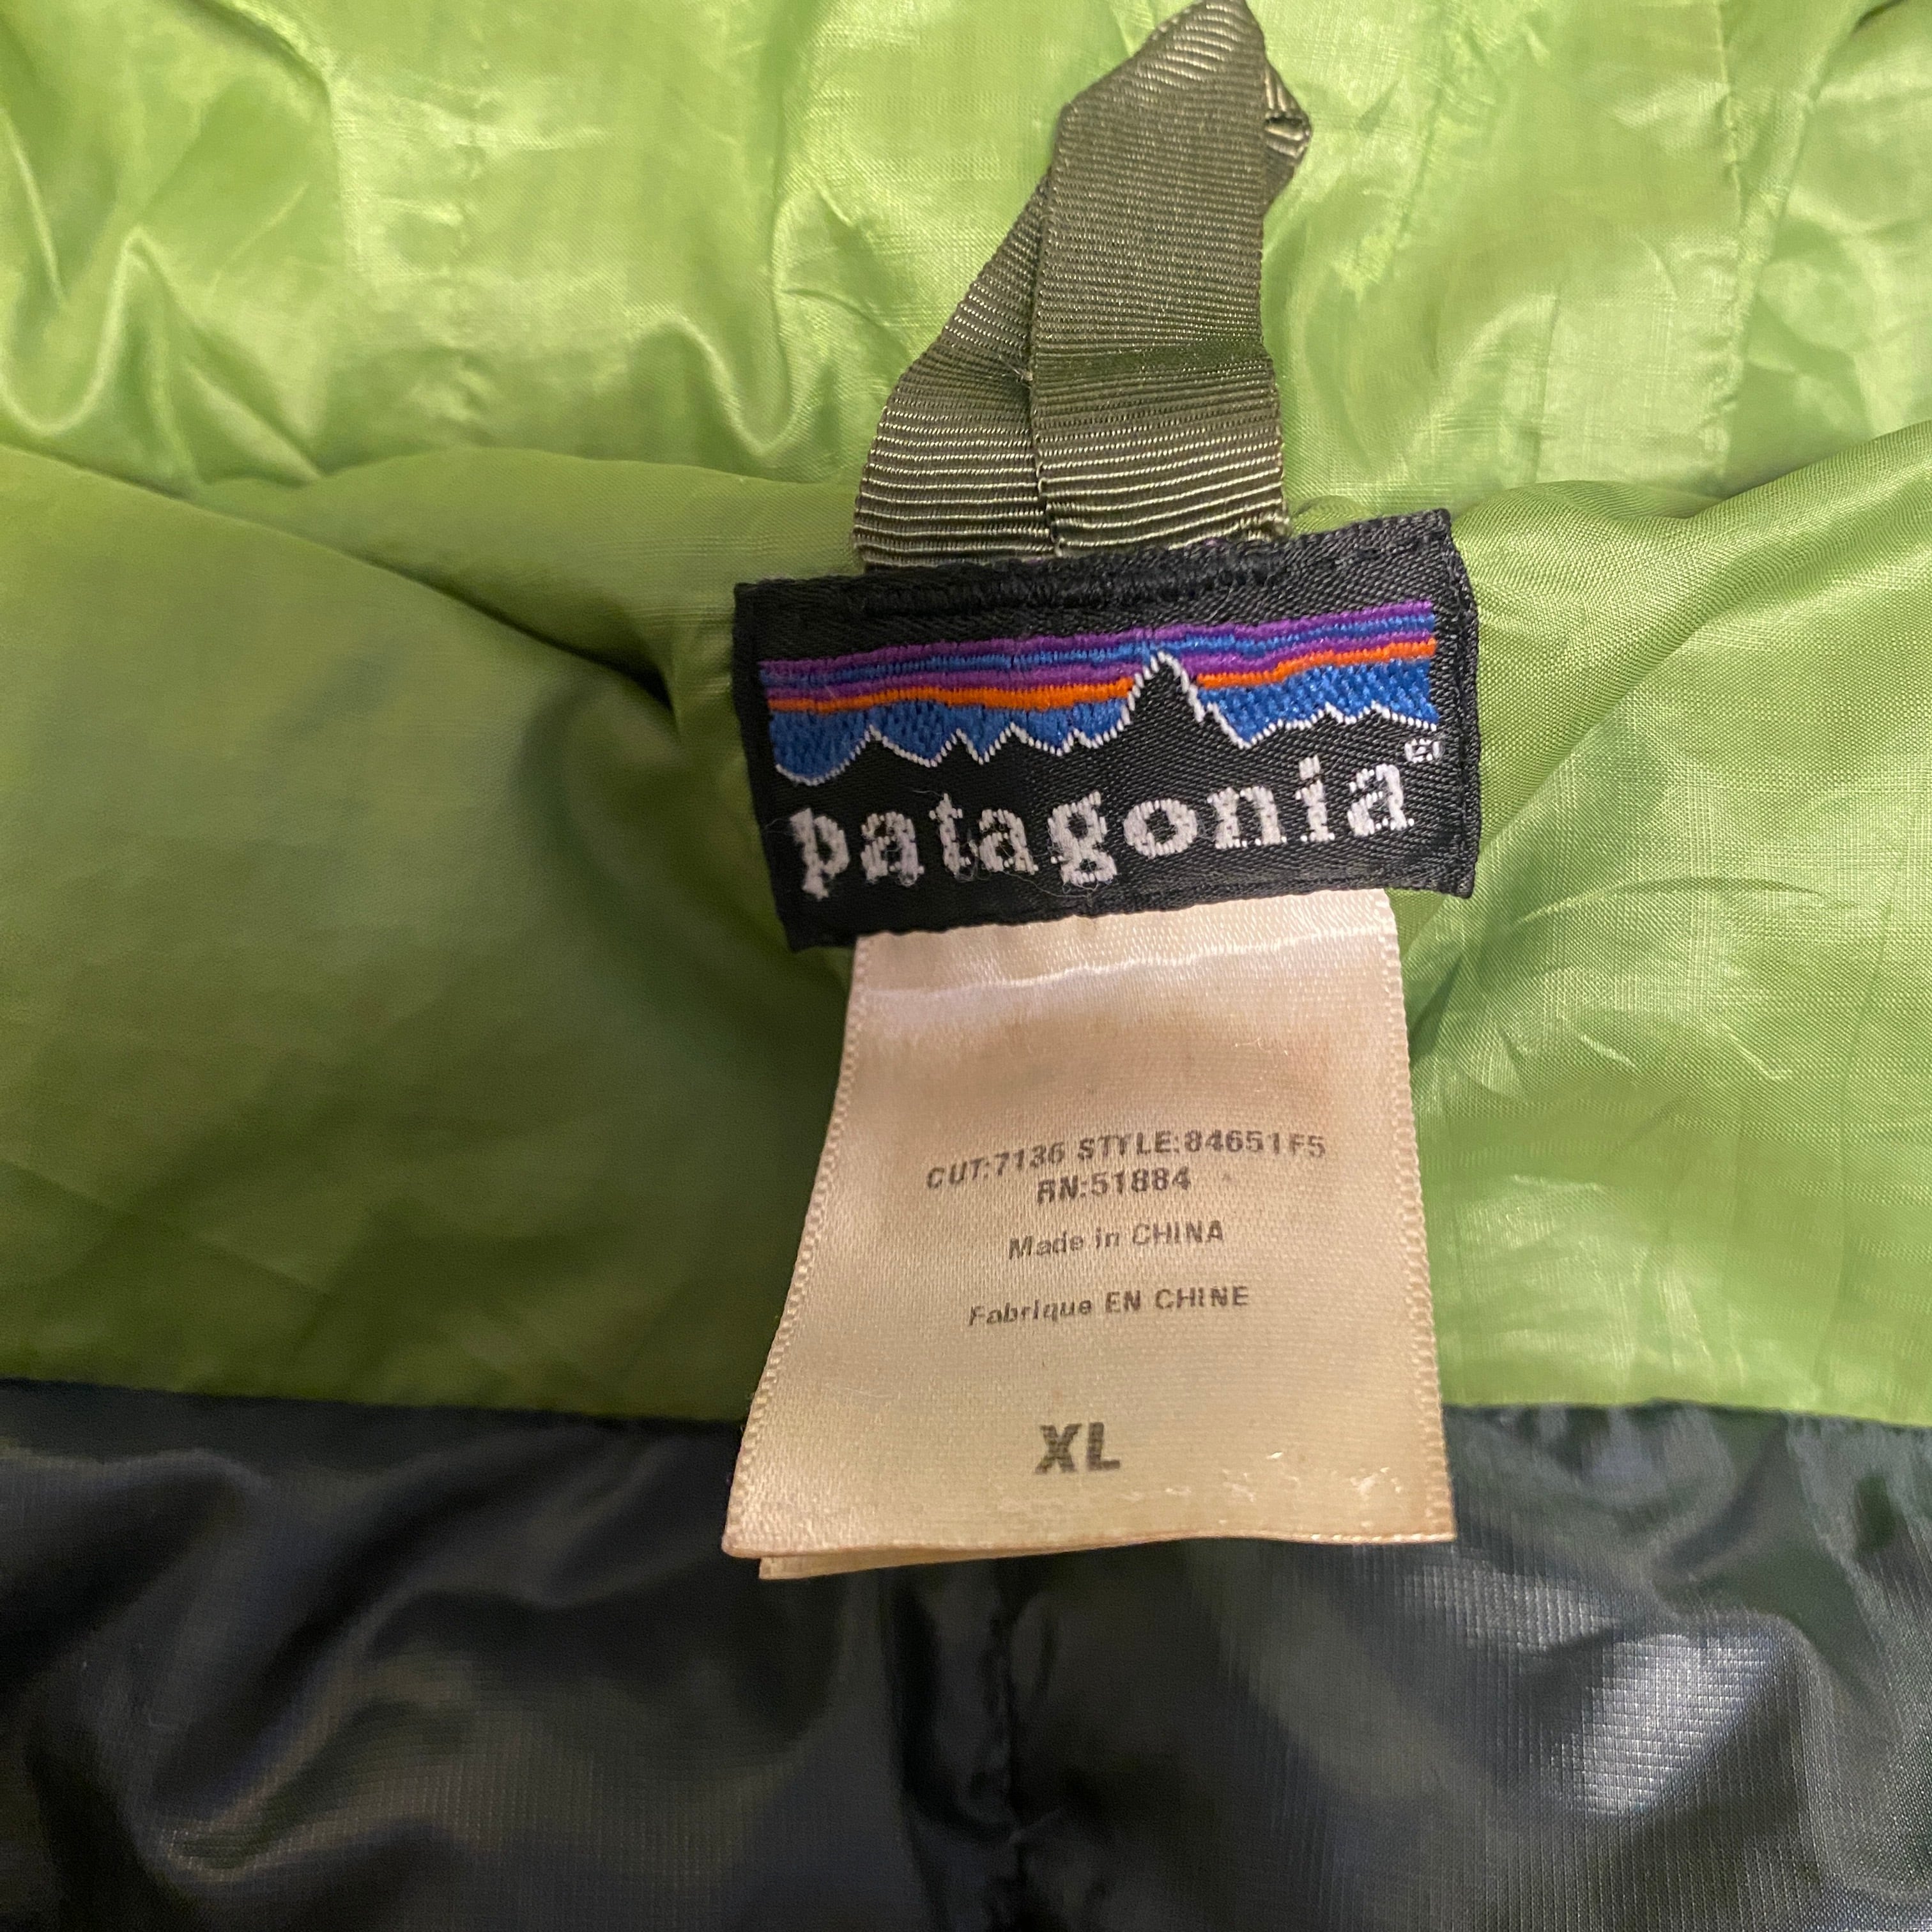 patagonia®
CUT:7136 STYLE:84651F5
RN:51884
Made in CHINA
Fabrique EN CHINE
XL